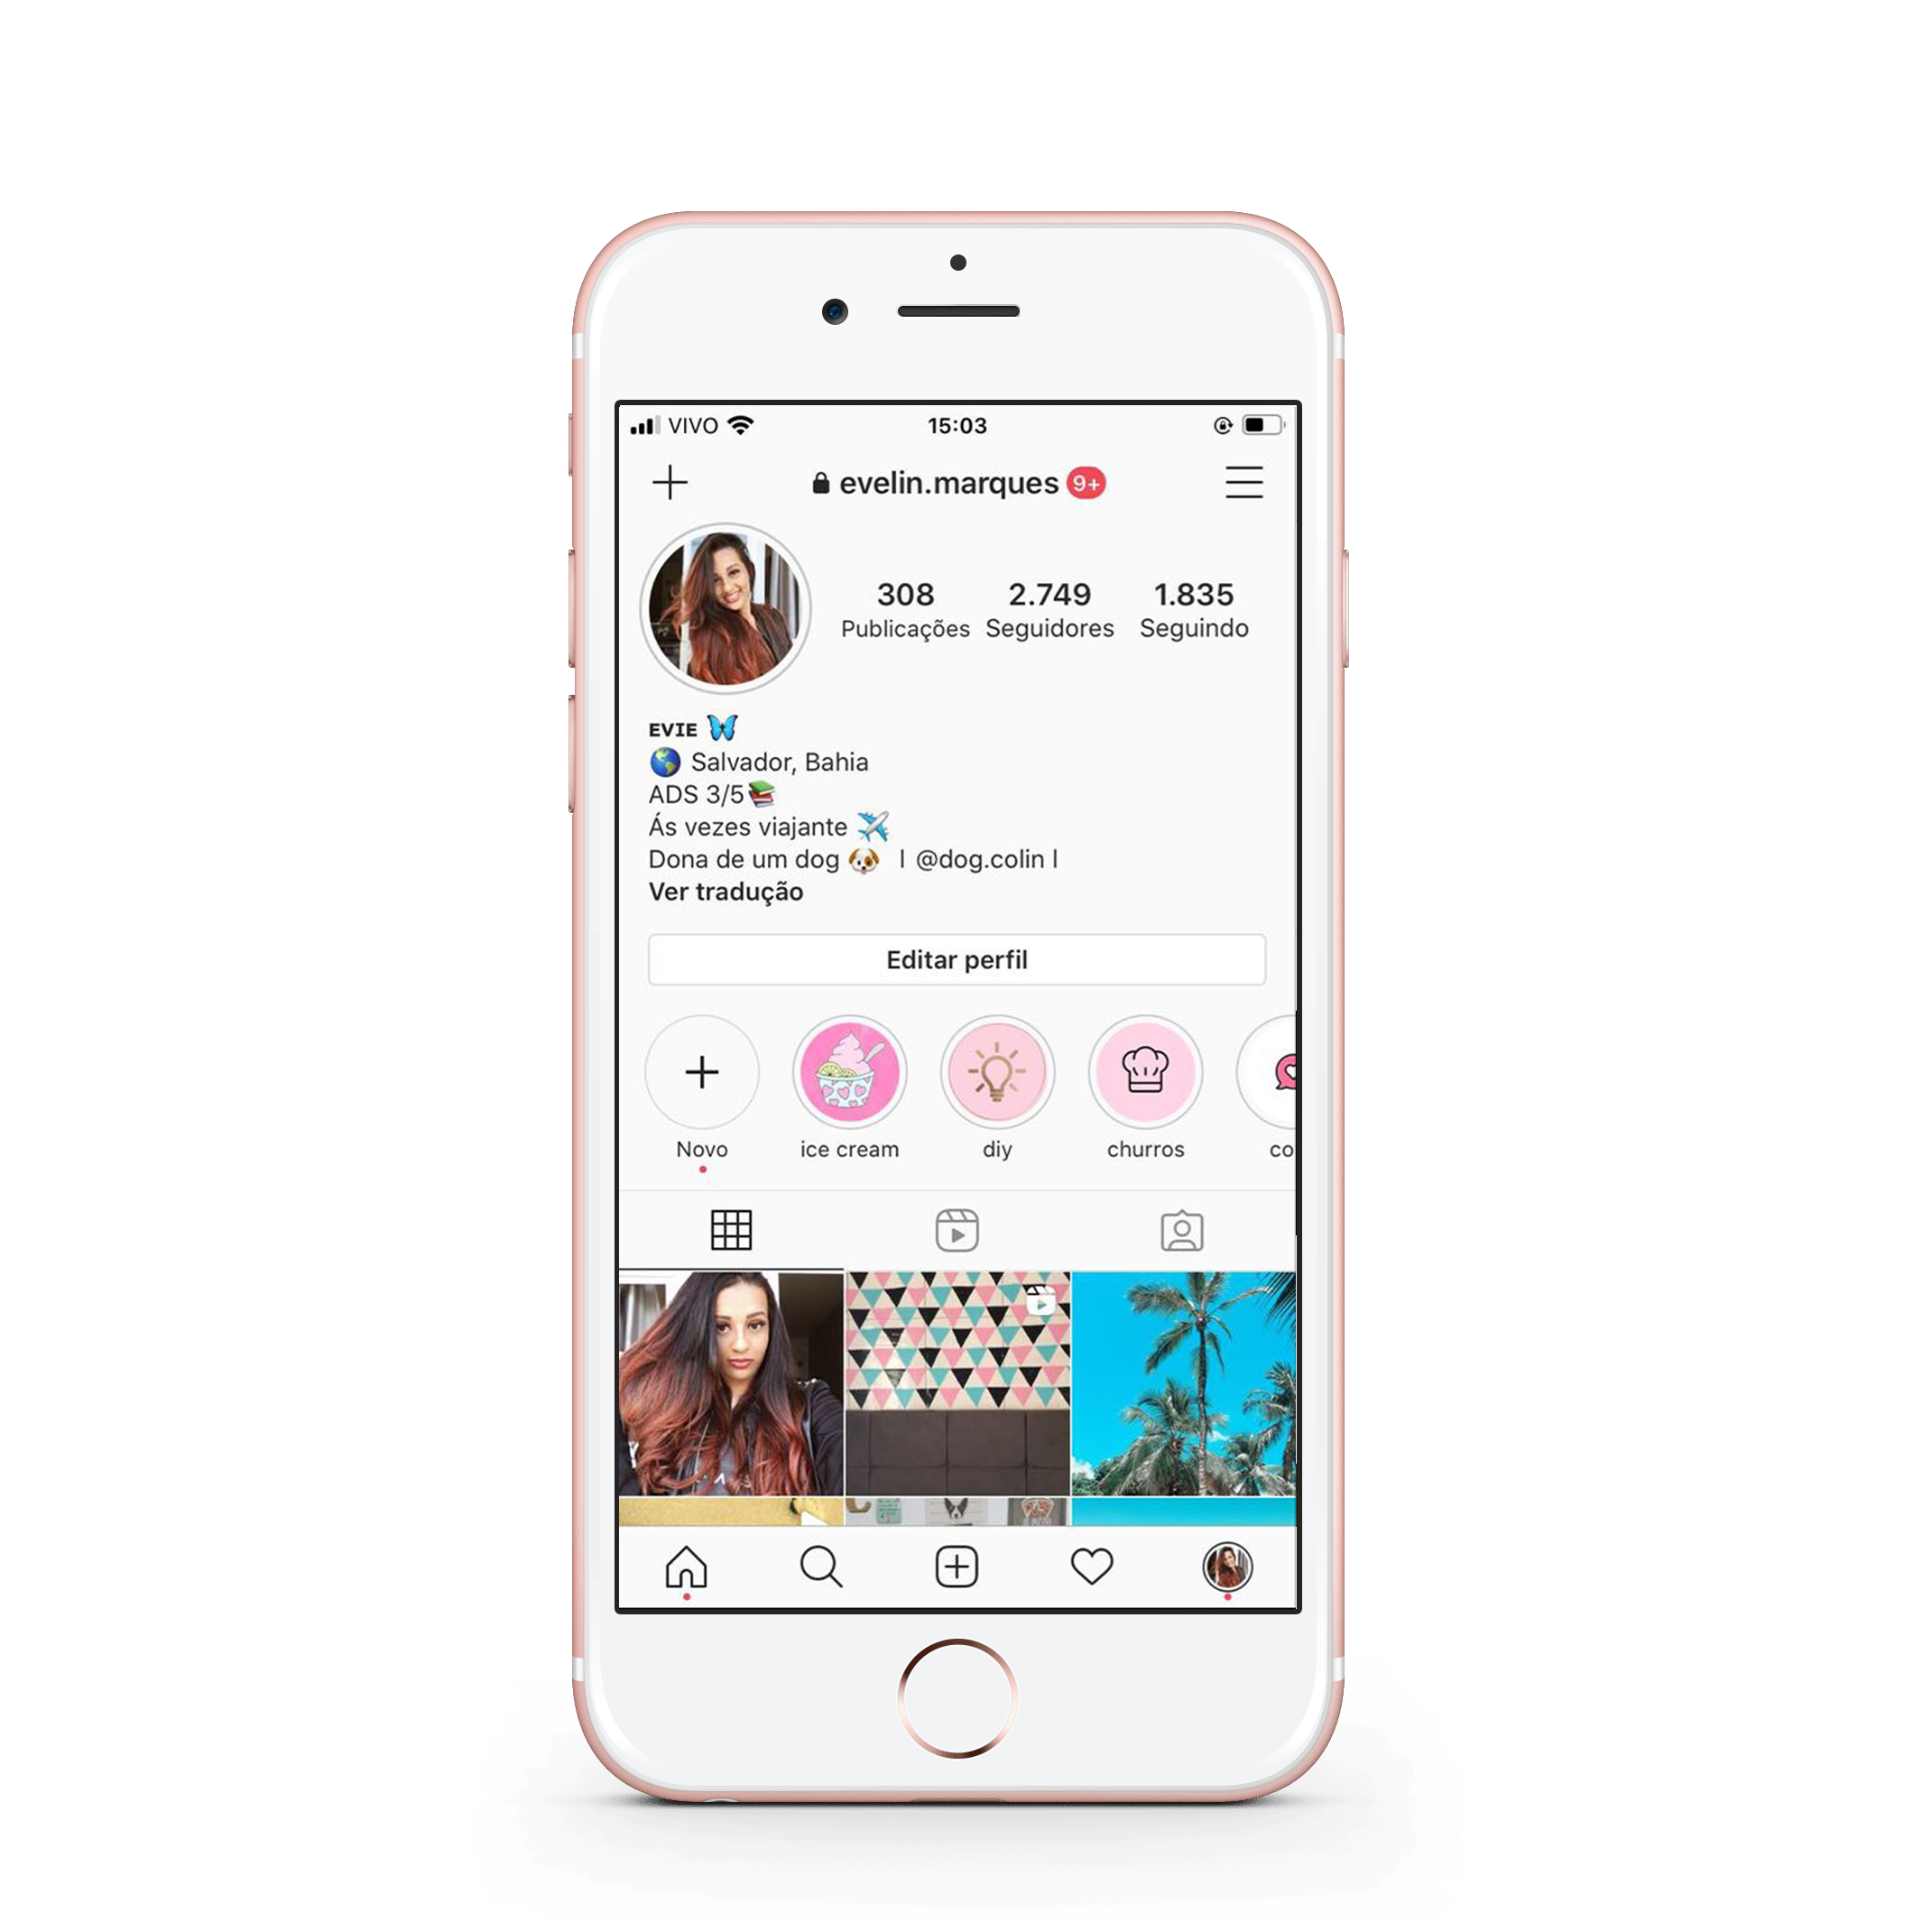 VIVO 15:03
evelin.marques 9+
308 2.749 1.835
Publicações Seguidores Seguindo
EVIE 🦋
🌎 Salvador, Bahia
ADS 3/5📚
Ás vezes viajante ✈️
Dona de um dog 🐶 | @dog.colin |
Ver tradução
Editar perfil
Novo ice cream diy churros co